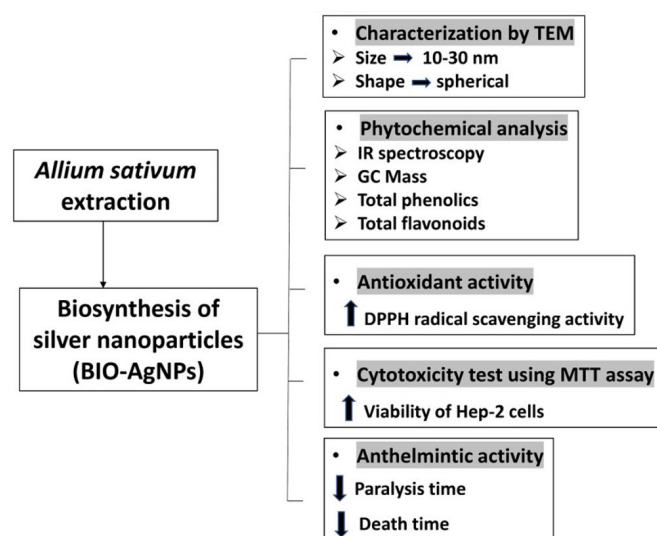 Allium sativum
extraction
Biosynthesis of
silver nanoparticles
(BIO-AgNPs)
• Characterization by TEM
➢ Size ➡ 10-30 nm
➢ Shape ➡ spherical
• Phytochemical analysis
➢ IR spectroscopy
➢ GC Mass
➢ Total phenolics
➢ Total flavonoids
• Antioxidant activity
⬆ DPPH radical scavenging activity
• Cytotoxicity test using MTT assay
⬆ Viability of Hep-2 cells
• Anthelmintic activity
⬇ Paralysis time
⬇ Death time